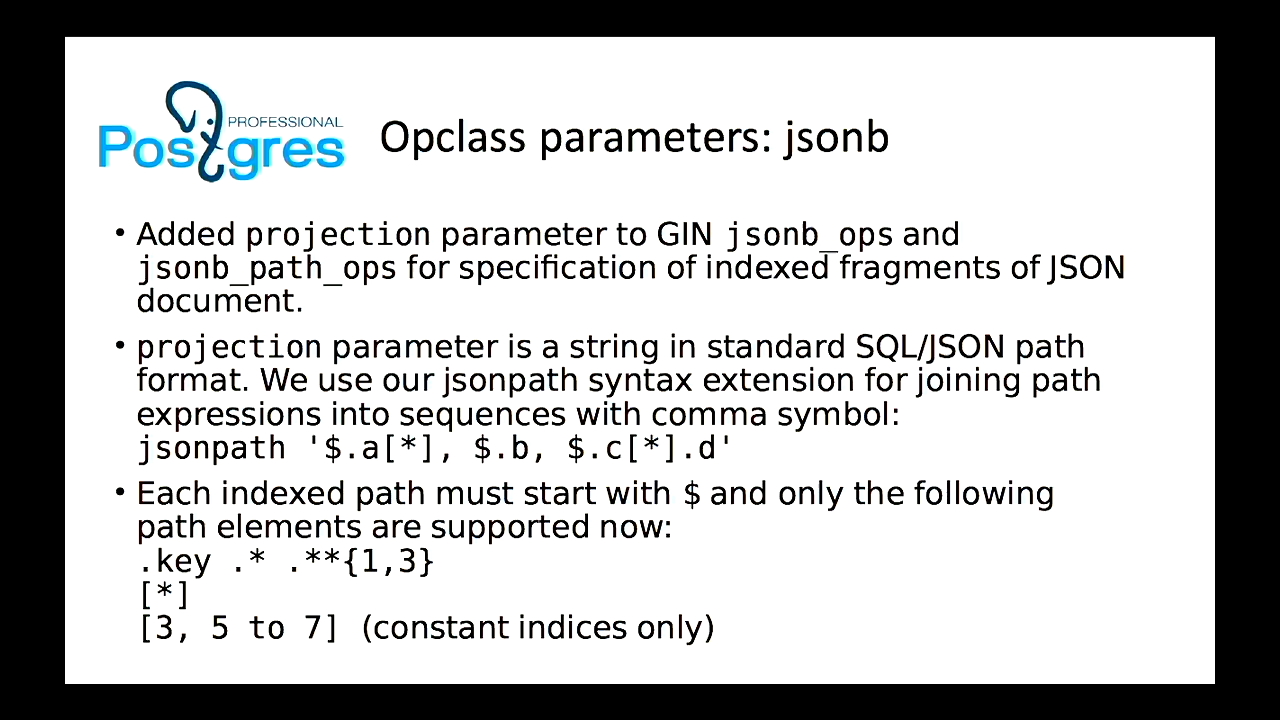 PROFESSIONAL
Postgres
Opclass parameters: jsonb
• Added projection parameter to GIN jsonb_ops and
jsonb_path_ops for specification of indexed fragments of JSON
document.
• projection parameter is a string in standard SQL/JSON path
format. We use our jsonpath syntax extension for joining path
expressions into sequences with comma symbol:
jsonpath '$.a[*], $.b, $.c[*].d'
• Each indexed path must start with $ and only the following
path elements are supported now:
.key .* .**{1,3}
[*]
[3, 5 to 7] (constant indices only)